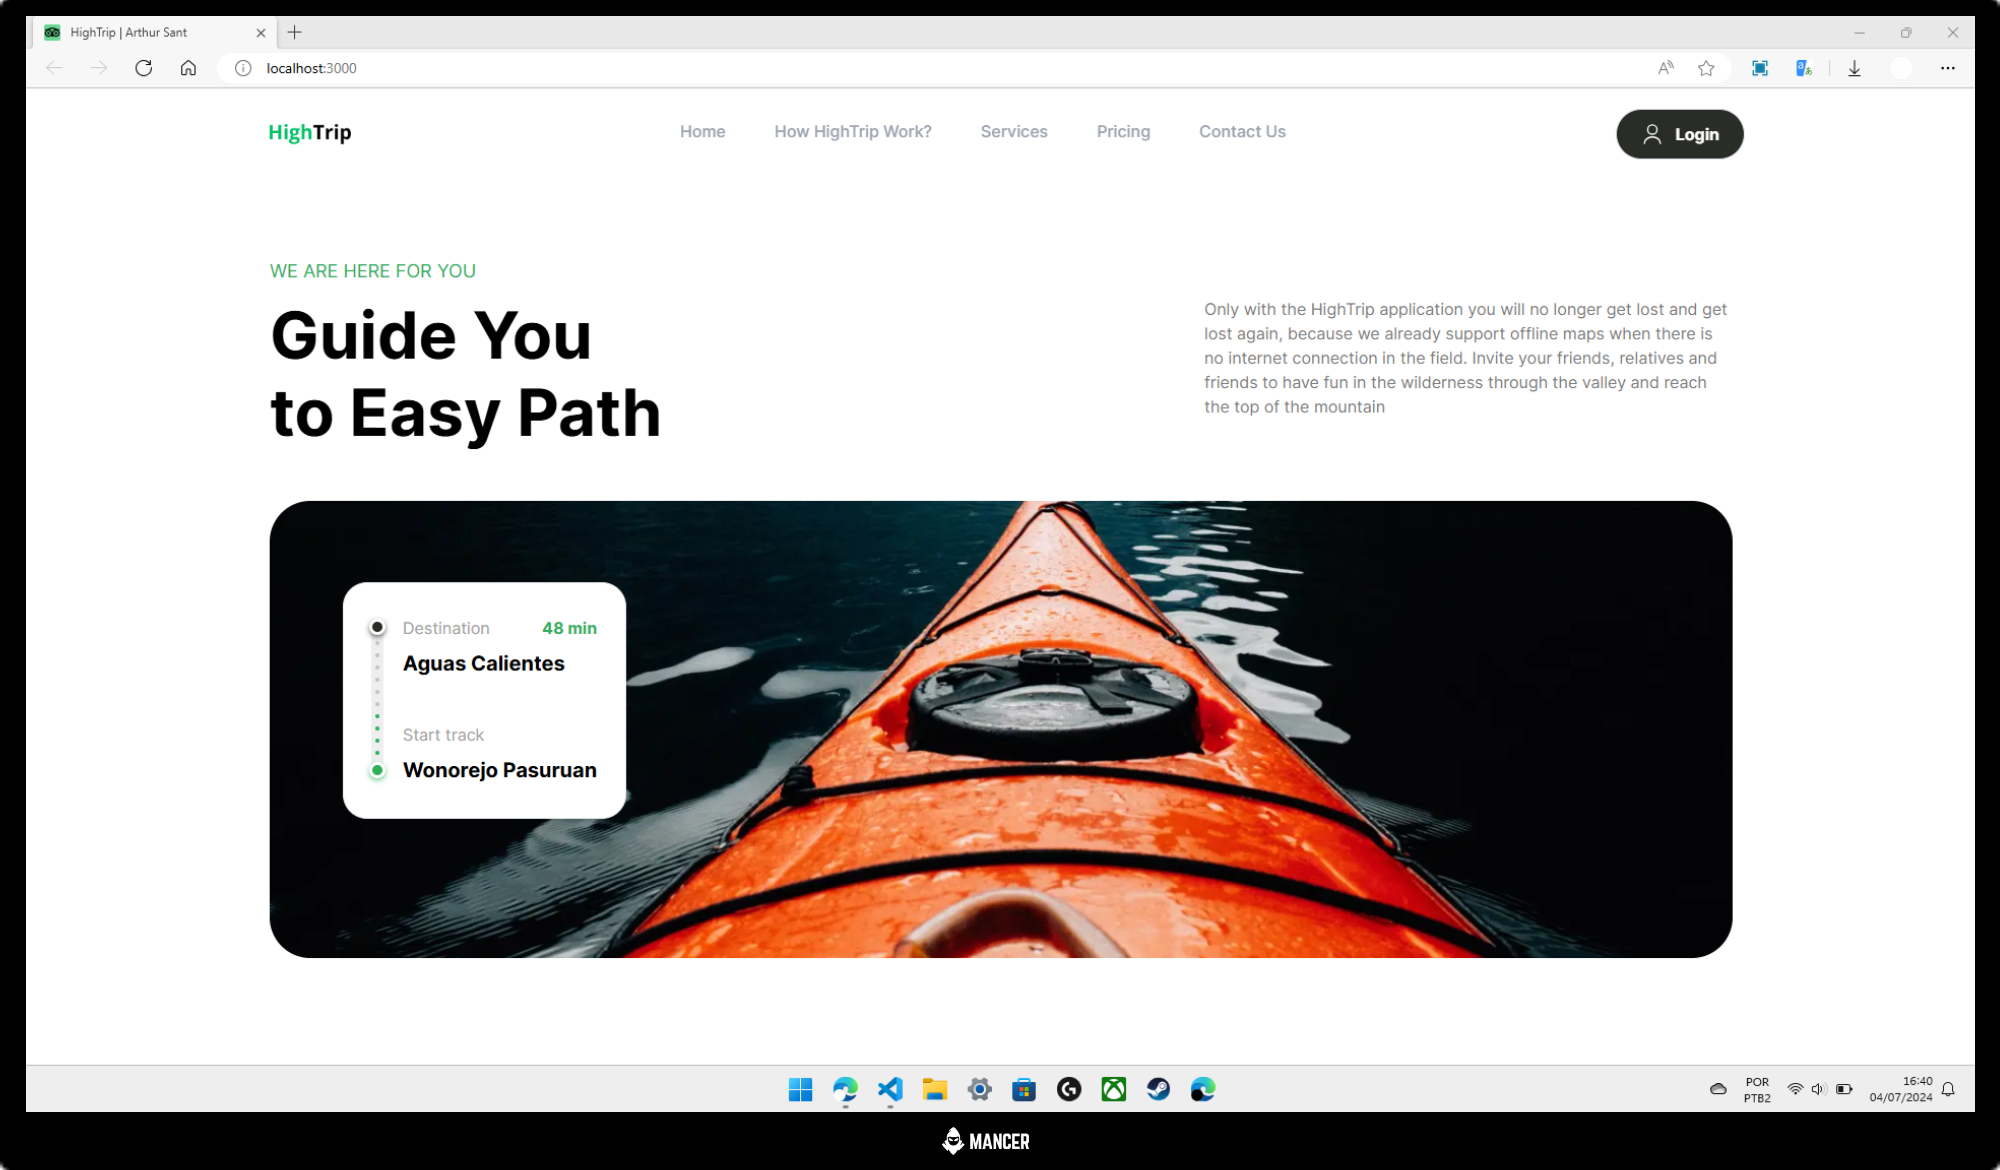 HighTrip | Arthur Sant
localhost:3000
HighTrip
Home
How HighTrip Work?
Services
Pricing
Contact Us
Login
WE ARE HERE FOR YOU
Guide You
to Easy Path
Only with the HighTrip application you will no longer get lost and get
lost again, because we already support offline maps when there is
no internet connection in the field. Invite your friends, relatives and
friends to have fun in the wilderness through the valley and reach
the top of the mountain
Destination
48 min
Aguas Calientes
Start track
Wonorejo Pasuruan
POR
PTB2
16:40
04/07/2024
MANCER